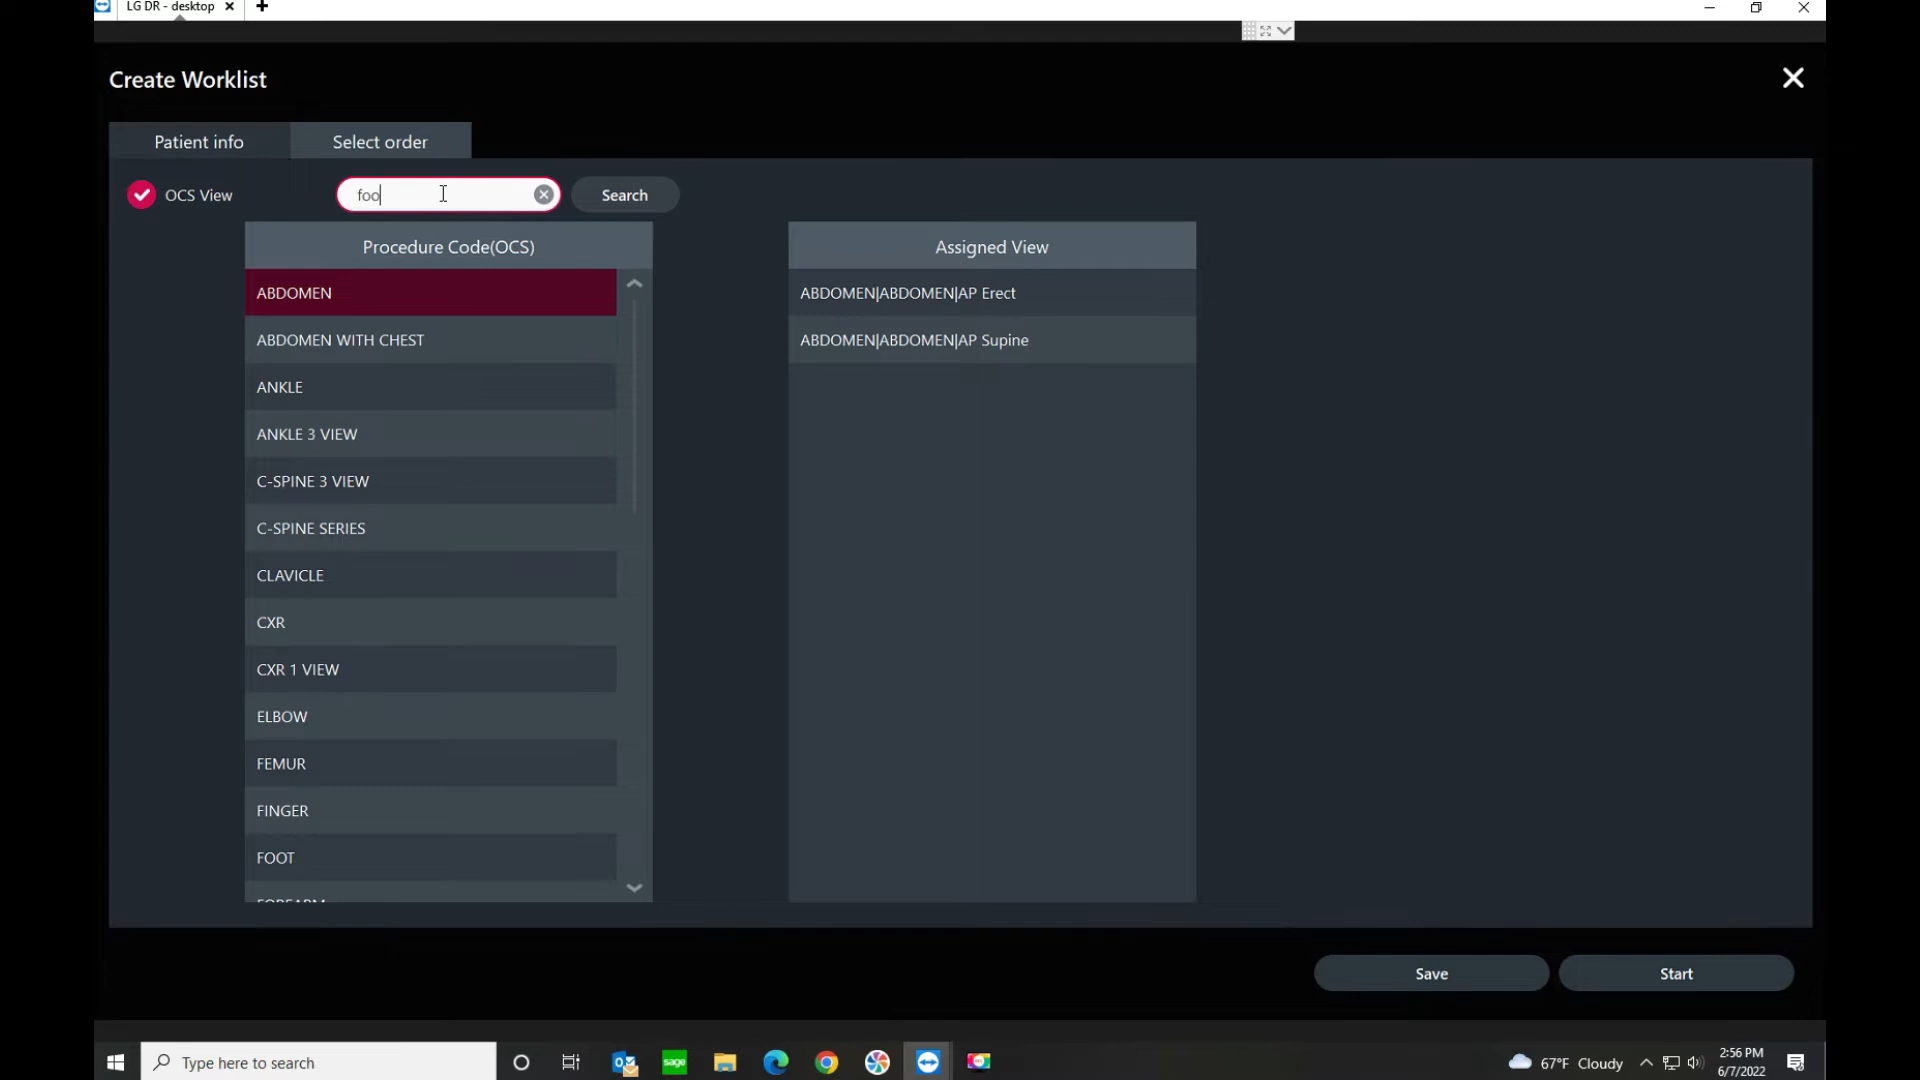 LG DR - desktop
Create Worklist
Patient info
Select order
OCS View
foo
Search
Procedure Code(OCS)
ABDOMEN
ABDOMEN WITH CHEST
ANKLE
ANKLE 3 VIEW
C-SPINE 3 VIEW
C-SPINE SERIES
CLAVICLE
CXR
CXR 1 VIEW
ELBOW
FEMUR
FINGER
FOOT
FOREARM
Assigned View
ABDOMEN|ABDOMEN|AP Erect
ABDOMEN|ABDOMEN|AP Supine
Save
Start
Type here to search
sage
67°F Cloudy
2:56 PM
6/7/2022